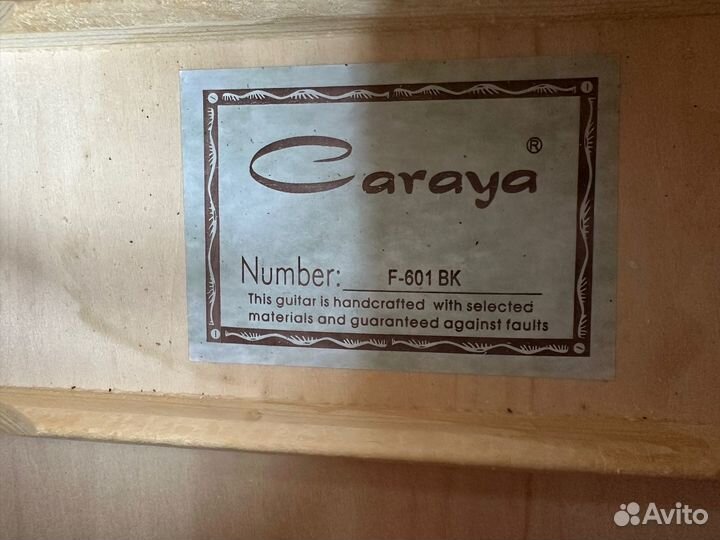 Caraya ®
Number: F-601 BK
This guitar is handcrafted with selected
materials and guaranteed against faults
Avito